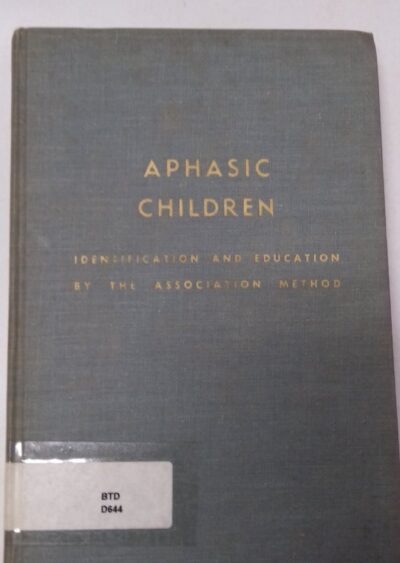 APHASIC
CHILDREN
IDENTIFICATION AND EDUCATION
BY THE ASSOCIATION METHOD
BTD
D644